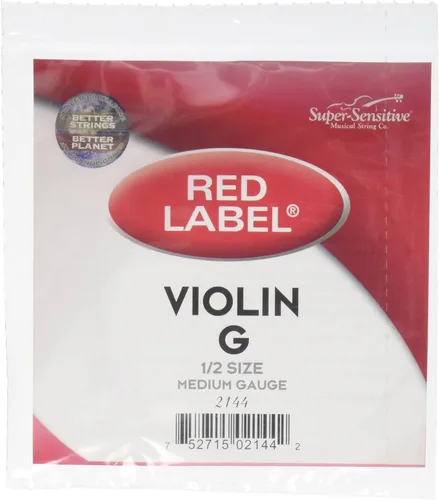 BETTER
STRINGS
BETTER
PLANET
Super-Sensitive®
Musical String Co.
RED
LABEL®
VIOLIN
G
1/2 SIZE
MEDIUM GAUGE
2144
7 52715 02144 2